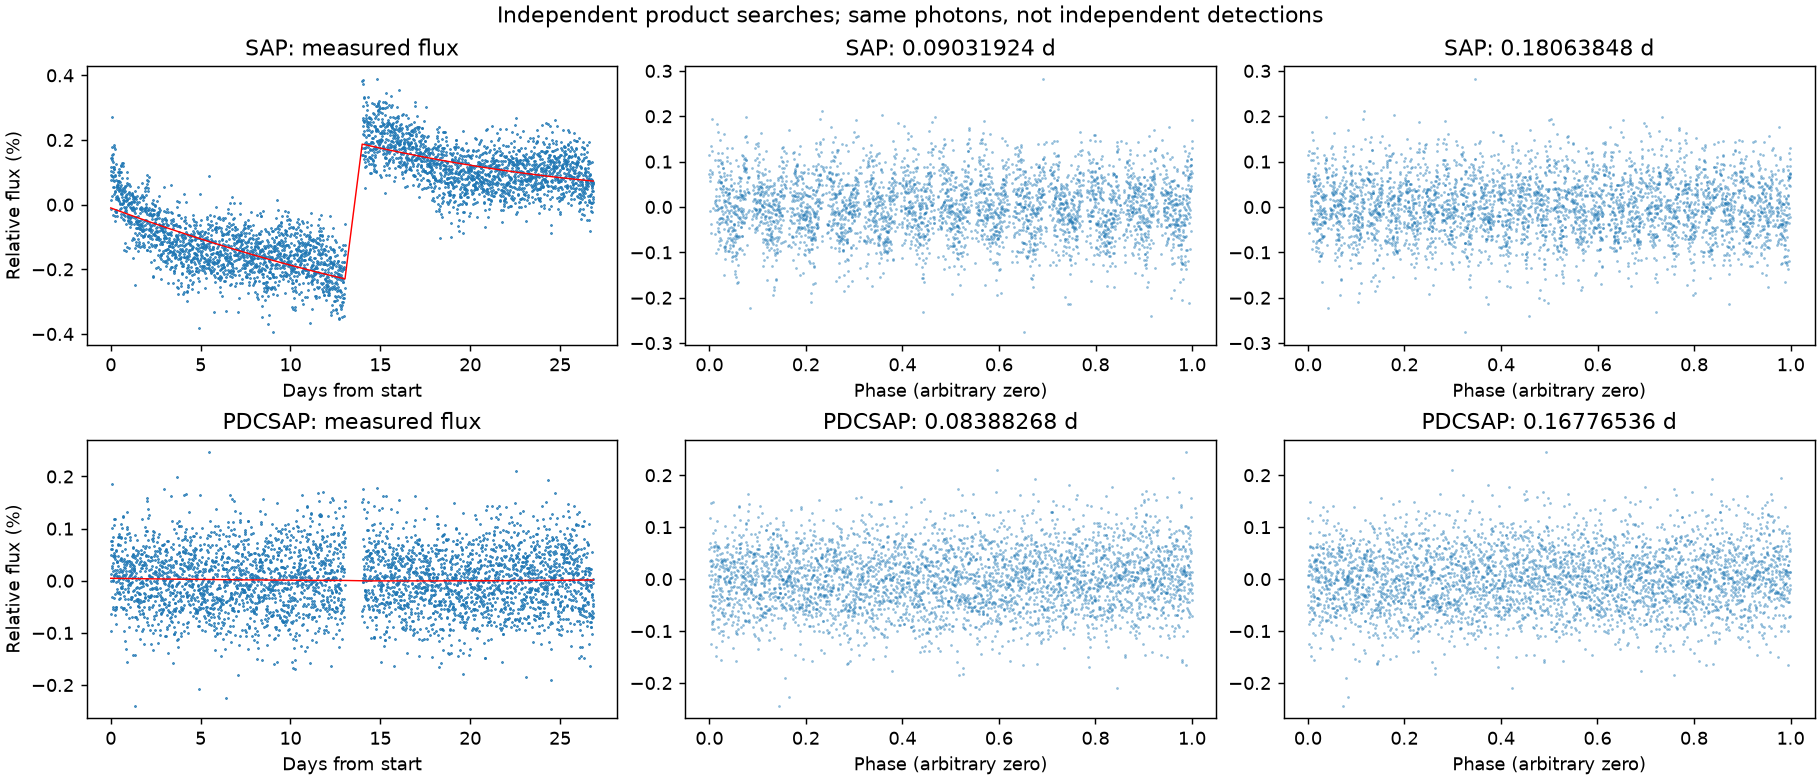 Independent product searches; same photons, not independent detections
SAP: measured flux
Relative flux (%)
0.4
0.2
0.0
−0.2
−0.4
0 5 10 15 20 25
Days from start
SAP: 0.09031924 d
0.3
0.2
0.1
0.0
−0.1
−0.2
−0.3
0.0 0.2 0.4 0.6 0.8 1.0
Phase (arbitrary zero)
SAP: 0.18063848 d
0.3
0.2
0.1
0.0
−0.1
−0.2
−0.3
0.0 0.2 0.4 0.6 0.8 1.0
Phase (arbitrary zero)
PDCSAP: measured flux
Relative flux (%)
0.2
0.1
0.0
−0.1
−0.2
0 5 10 15 20 25
Days from start
PDCSAP: 0.08388268 d
0.2
0.1
0.0
−0.1
−0.2
0.0 0.2 0.4 0.6 0.8 1.0
Phase (arbitrary zero)
PDCSAP: 0.16776536 d
0.2
0.1
0.0
−0.1
−0.2
0.0 0.2 0.4 0.6 0.8 1.0
Phase (arbitrary zero)